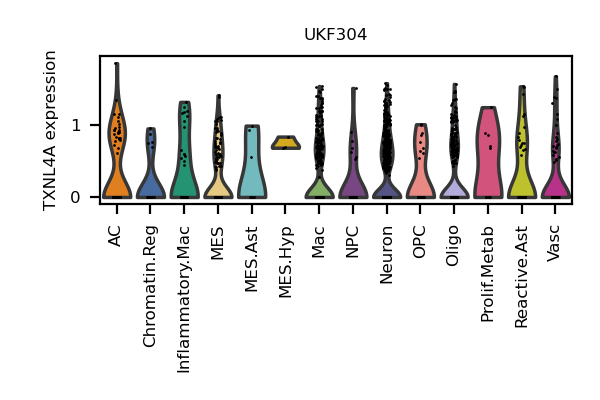 UKF304
TXNL4A expression
1
0
AC
Chromatin.Reg
Inflammatory.Mac
MES
MES.Ast
MES.Hyp
Mac
NPC
Neuron
OPC
Oligo
Prolif.Metab
Reactive.Ast
Vasc